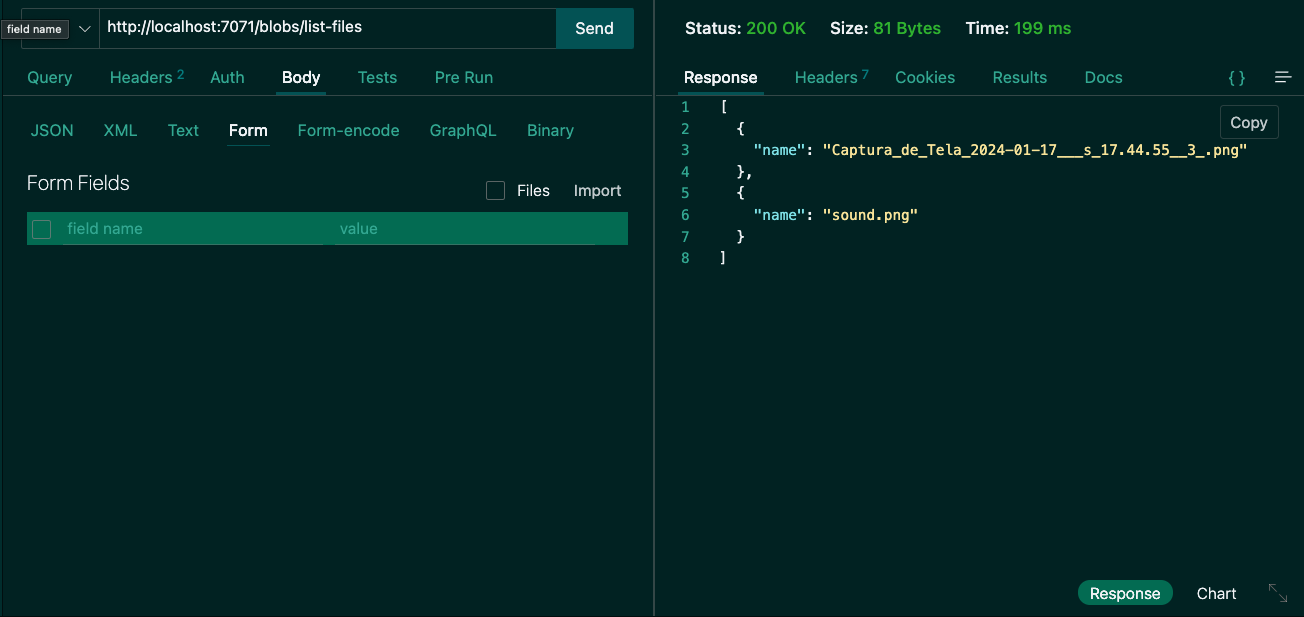 field name
http://localhost:7071/blobs/list-files
Send
Query
Headers 2
Auth
Body
Tests
Pre Run
JSON
XML
Text
Form
Form-encode
GraphQL
Binary
Form Fields
Files
Import
field name
value
Status: 200 OK
Size: 81 Bytes
Time: 199 ms
Response
Headers 7
Cookies
Results
Docs
{ }
Copy
1 [
2 {
3 "name": "Captura_de_Tela_2024-01-17___s_17.44.55__3_.png"
4 },
5 {
6 "name": "sound.png"
7 }
8 ]
Response
Chart